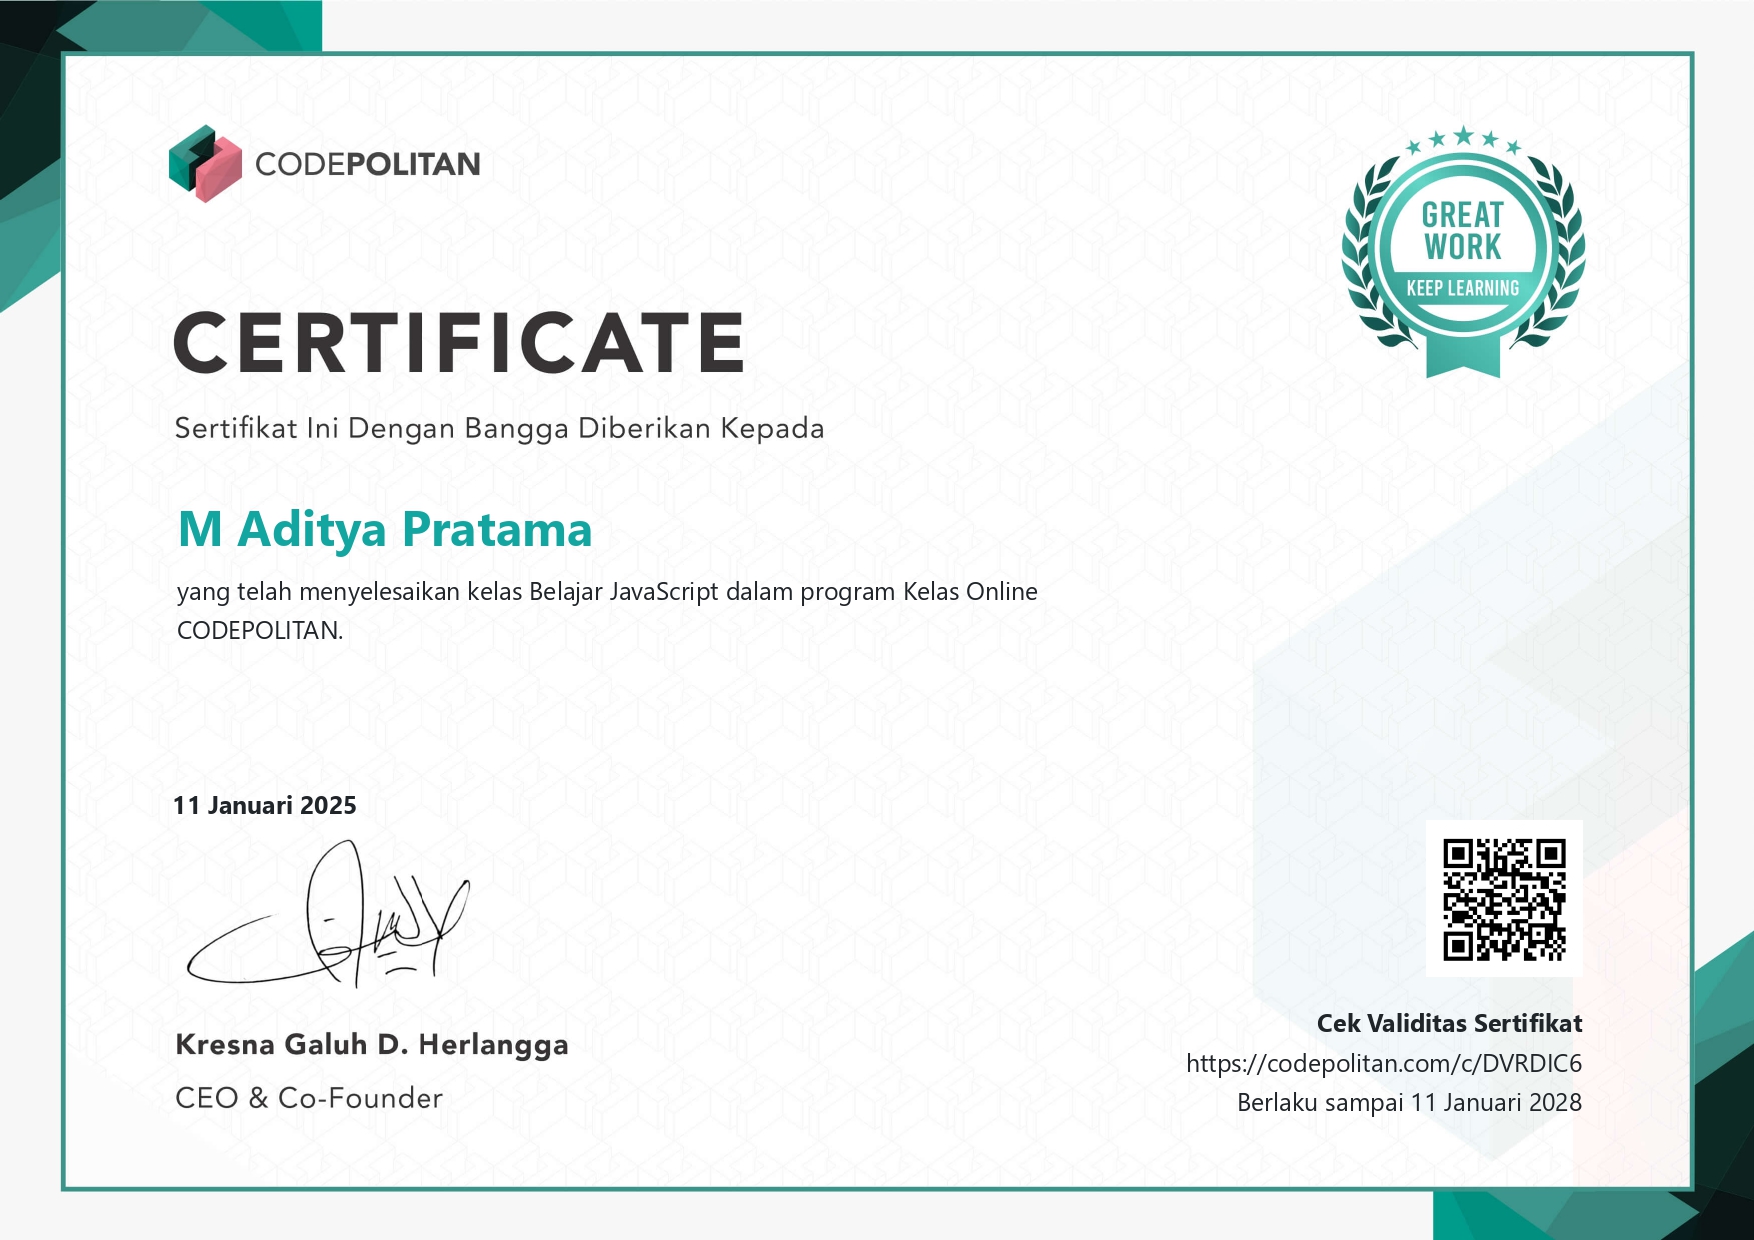 CODEPOLITAN
GREAT
WORK
KEEP LEARNING
CERTIFICATE
Sertifikat Ini Dengan Bangga Diberikan Kepada
M Aditya Pratama
yang telah menyelesaikan kelas Belajar JavaScript dalam program Kelas Online
CODEPOLITAN.
11 Januari 2025
Kresna Galuh D. Herlangga
CEO & Co-Founder
Cek Validitas Sertifikat
https://codepolitan.com/c/DVRDIC6
Berlaku sampai 11 Januari 2028